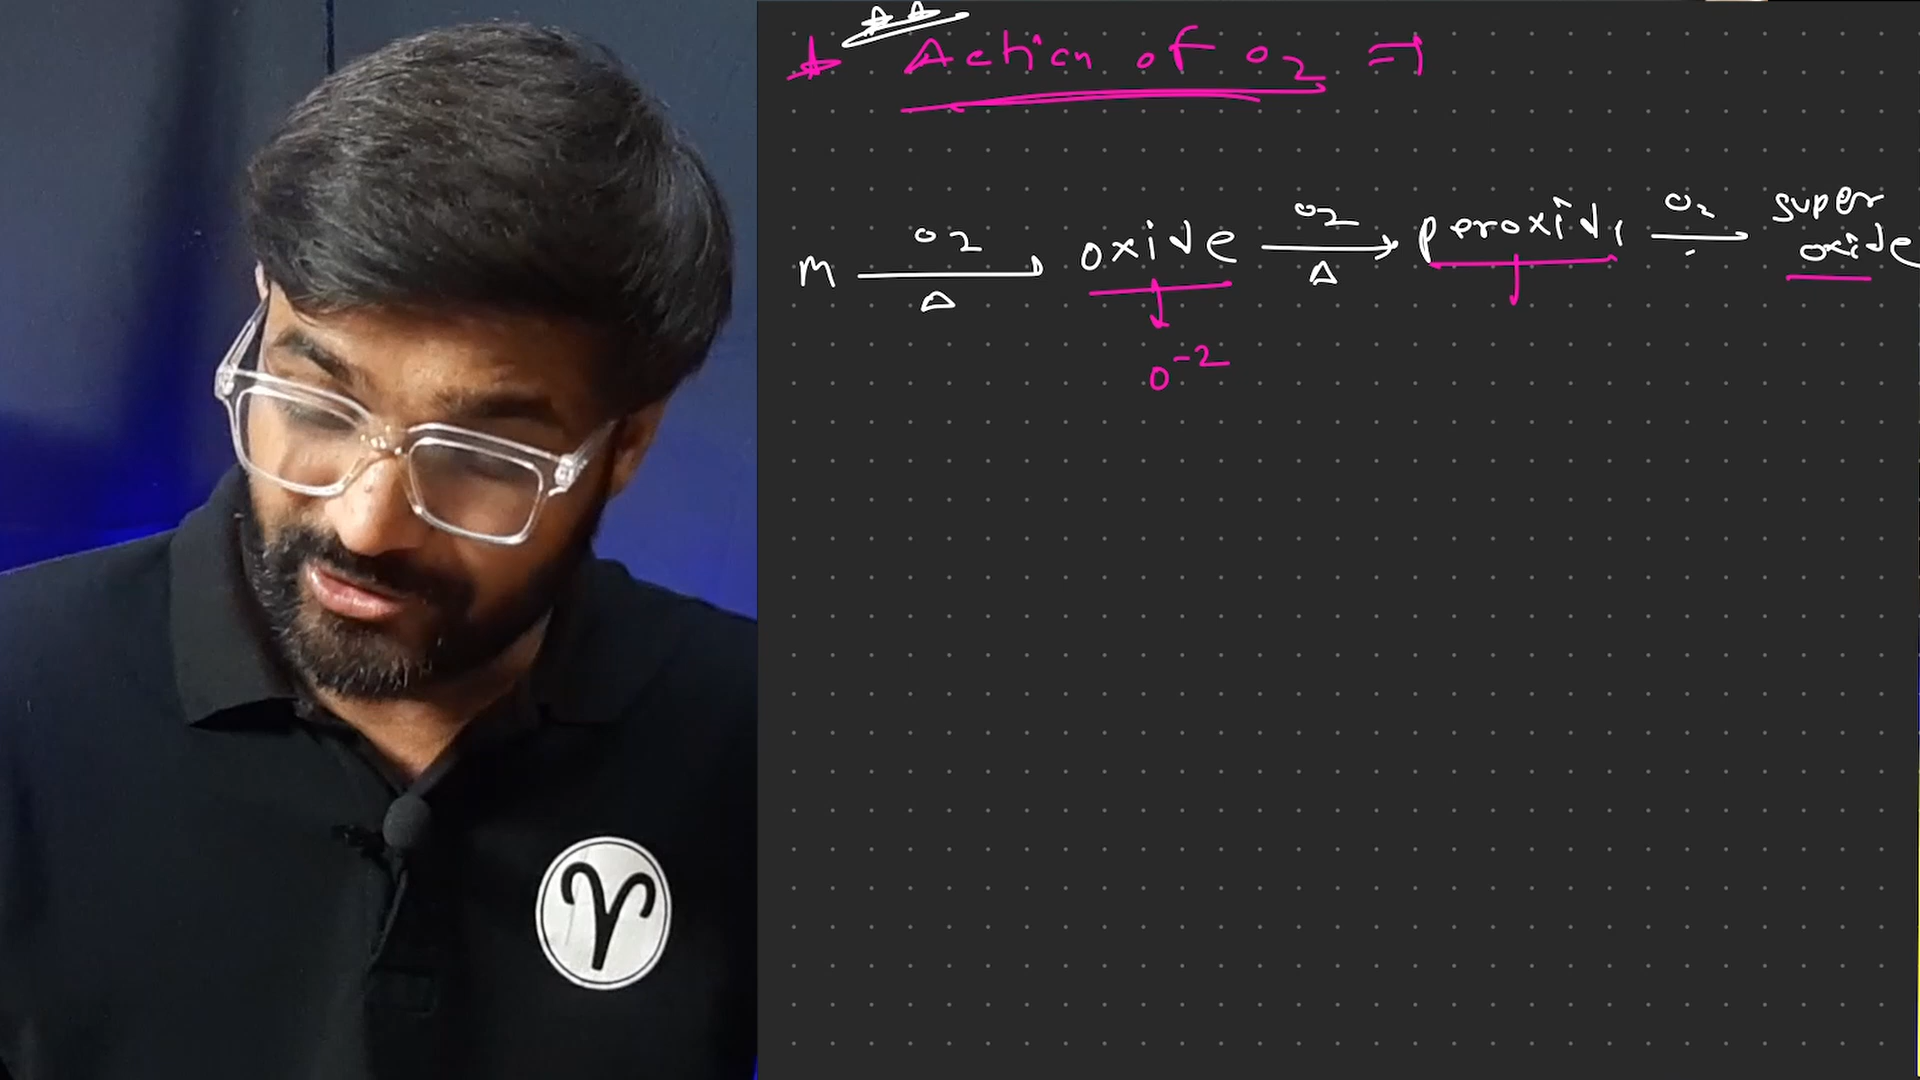 Action of O2 =>
M O2 Δ oxide O2 Δ peroxide O2 super
oxide
O-2